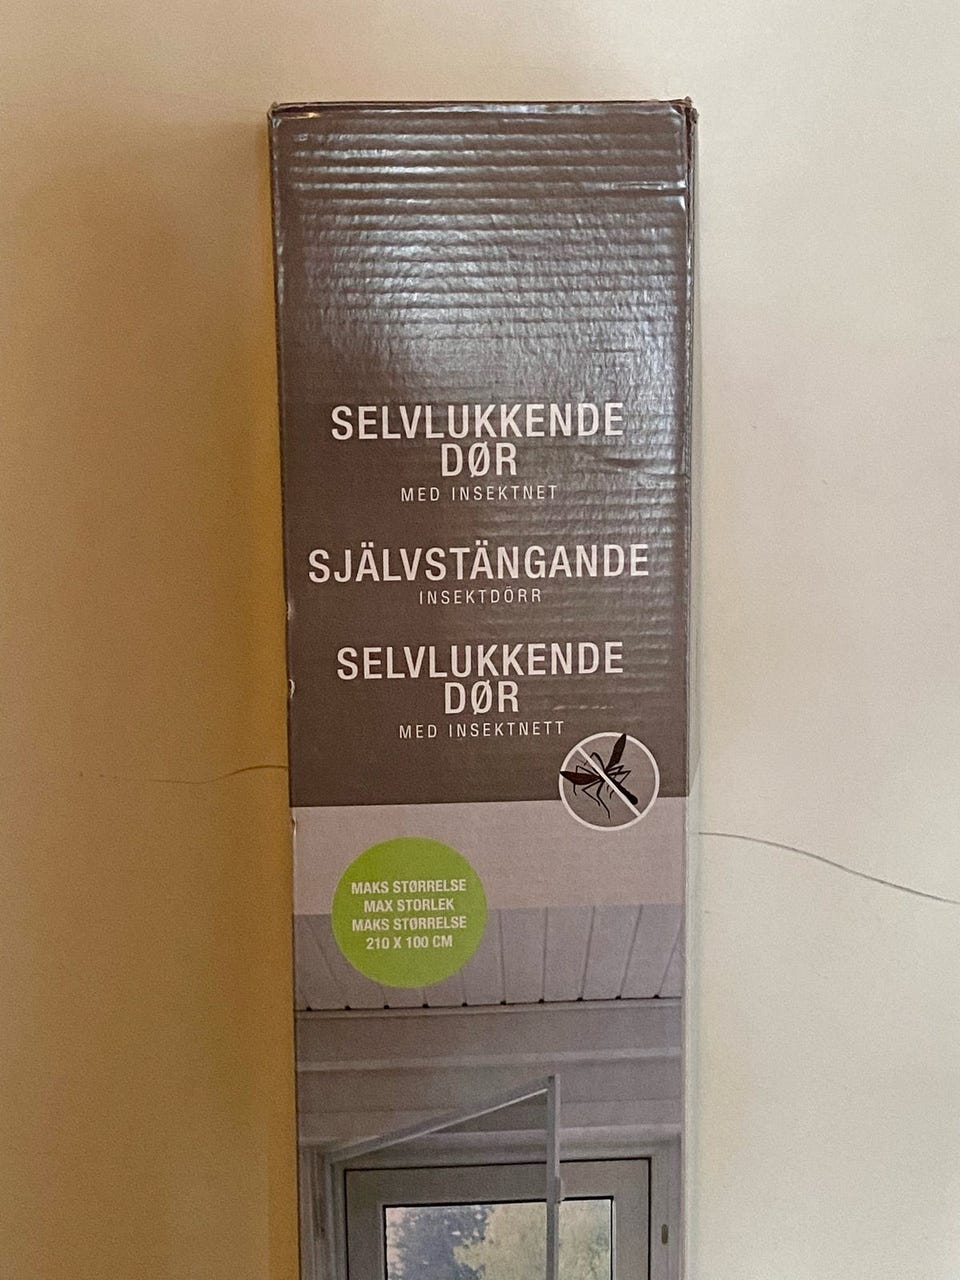 SELVLUKKENDE
DØR
MED INSEKTNET
SJÄLVSTÄNGANDE
INSEKTDÖRR
SELVLUKKENDE
DØR
MED INSEKTNETT
MAKS STØRRELSE
MAX STORLEK
MAKS STØRRELSE
210 X 100 CM